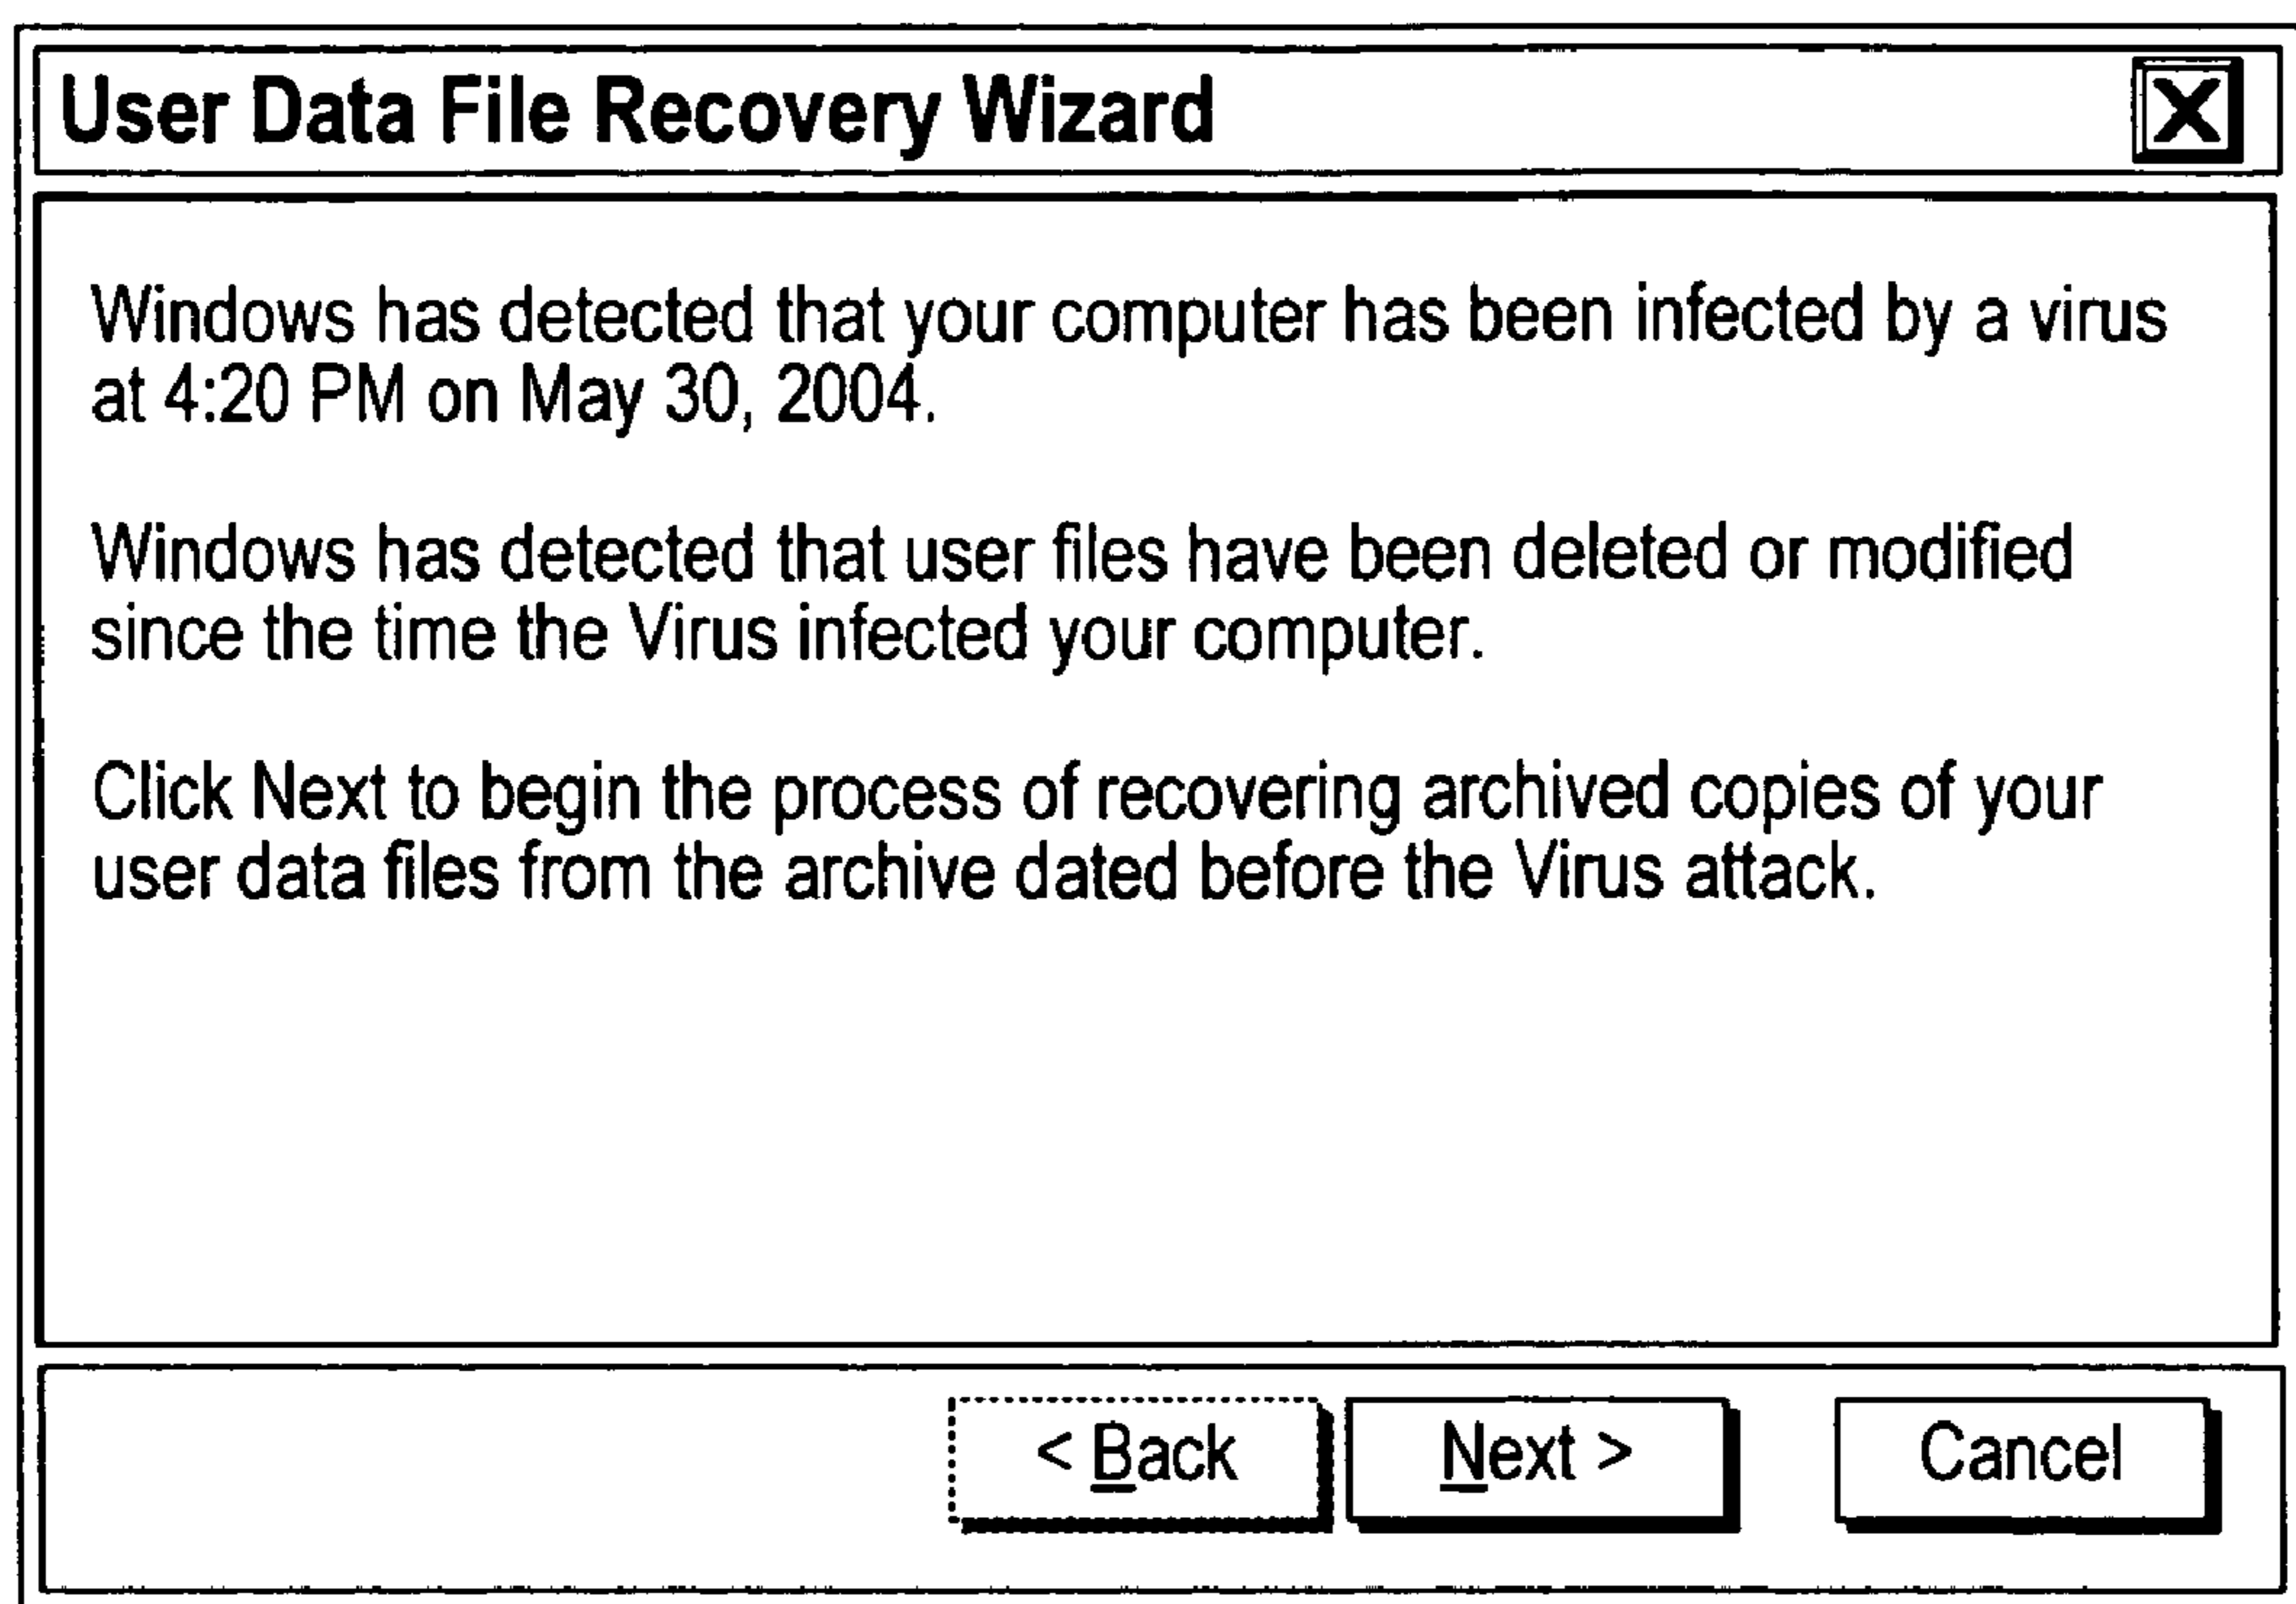 User Data File Recovery Wizard X
Windows has detected that your computer has been infected by a virus
at 4:20 PM on May 30, 2004.
Windows has detected that user files have been deleted or modified
since the time the Virus infected your computer.
Click Next to begin the process of recovering archived copies of your
user data files from the archive dated before the Virus attack.
< Back Next > Cancel